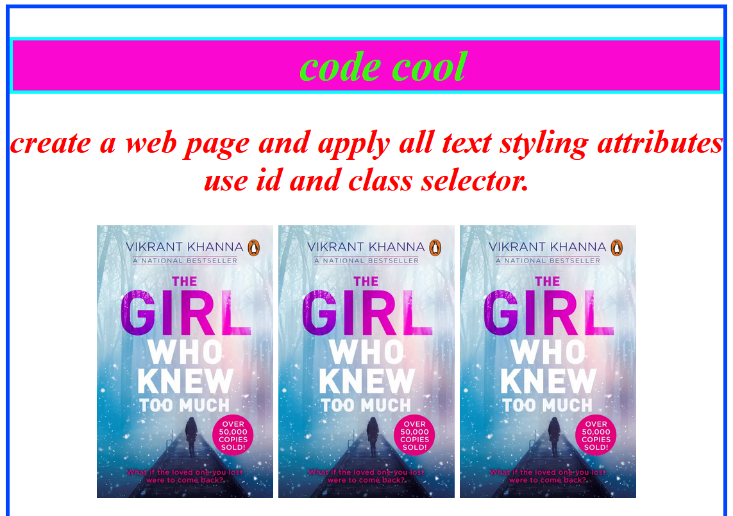 code cool
create a web page and apply all text styling attributes
use id and class selector.
VIKRANT KHANNA
A NATIONAL BESTSELLER
THE
GIRL
WHO
KNEW
TOO MUCH
OVER
50,000
COPIES
SOLD!
What if the loved one you lost
were to come back?
VIKRANT KHANNA
A NATIONAL BESTSELLER
THE
GIRL
WHO
KNEW
TOO MUCH
OVER
50,000
COPIES
SOLD!
What if the loved one you lost
were to come back?
VIKRANT KHANNA
A NATIONAL BESTSELLER
THE
GIRL
WHO
KNEW
TOO MUCH
OVER
50,000
COPIES
SOLD!
What if the loved one you lost
were to come back?